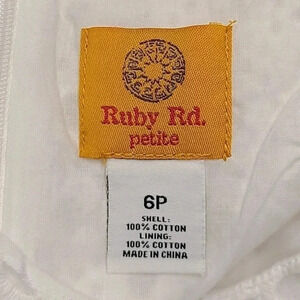 Ruby Rd.
petite
6P
SHELL:
100% COTTON
LINING:
100% COTTON
MADE IN CHINA